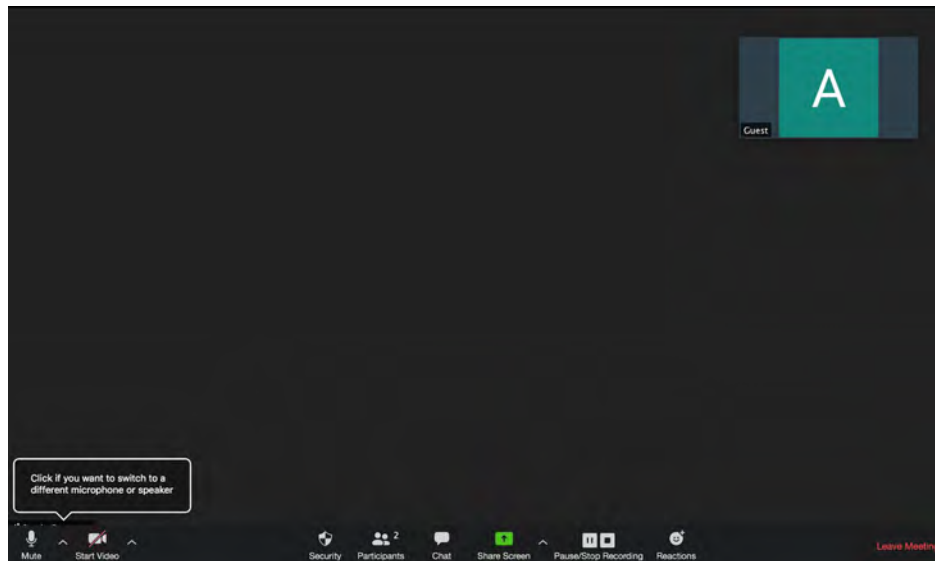 A
Guest
Click if you want to switch to a
different microphone or speaker
Mute Start Video Security Participants 2 Chat Share Screen Pause/Stop Recording Reactions Leave Meeting